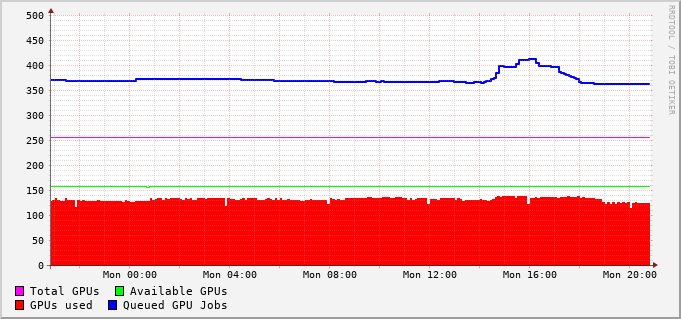 RRDTOOL / TOBI OETIKER
500
450
400
350
300
250
200
150
100
50
0
Mon 00:00 Mon 04:00 Mon 08:00 Mon 12:00 Mon 16:00 Mon 20:00
Total GPUs Available GPUs
GPUs used Queued GPU Jobs